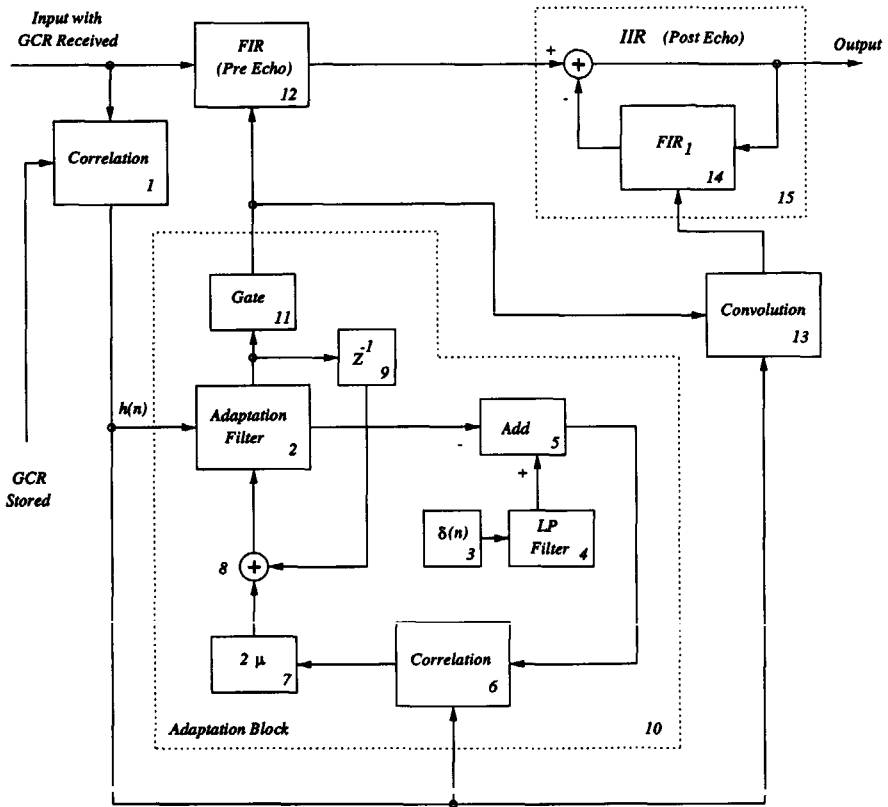 Input with
GCR Received
FIR
(Pre Echo)
12
IIR (Post Echo)
Output
+
+
-
FIR1
14
15
Correlation
1
Gate
11
Convolution
13
Z-1
9
h(n)
Adaptation
Filter
2
-
Add
5
+
GCR
Stored
δ(n)
3
LP
Filter
4
8
+
2 μ
7
Correlation
6
Adaptation Block
10